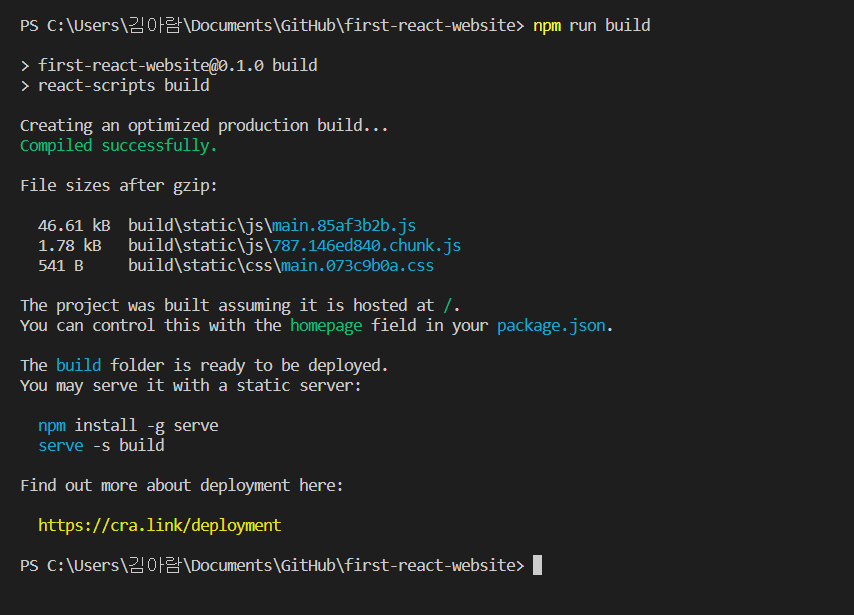 PS C:\Users\김아람\Documents\GitHub\first-react-website> npm run build
> first-react-website@0.1.0 build
> react-scripts build
Creating an optimized production build...
Compiled successfully.
File sizes after gzip:
46.61 kB  build\static\js\main.85af3b2b.js
1.78 kB   build\static\js\787.146ed840.chunk.js
541 B     build\static\css\main.073c9b0a.css
The project was built assuming it is hosted at /.
You can control this with the homepage field in your package.json.
The build folder is ready to be deployed.
You may serve it with a static server:
npm install -g serve
serve -s build
Find out more about deployment here:
https://cra.link/deployment
PS C:\Users\김아람\Documents\GitHub\first-react-website>